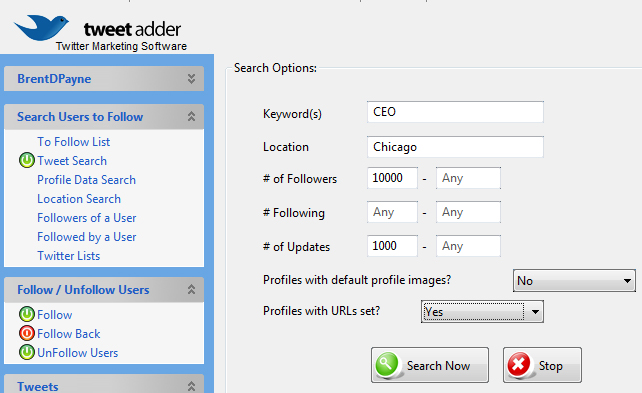 tweet adder
Twitter Marketing Software
BrentDPayne
Search Users to Follow
To Follow List
Tweet Search
Profile Data Search
Location Search
Followers of a User
Followed by a User
Twitter Lists
Follow / Unfollow Users
Follow
Follow Back
UnFollow Users
Tweets
Search Options:
Keyword(s) CEO
Location Chicago
# of Followers 10000 - Any
# Following Any - Any
# of Updates 1000 - Any
Profiles with default profile images? No
Profiles with URLs set? Yes
Search Now Stop